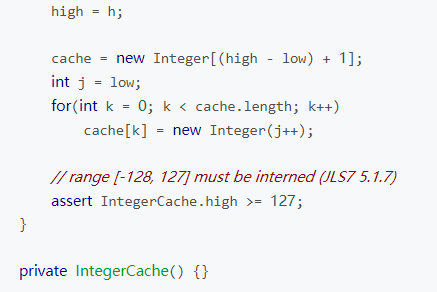 high = h;
cache = new Integer[(high - low) + 1];
int j = low;
for(int k = 0; k < cache.length; k++)
cache[k] = new Integer(j++);
// range [-128, 127] must be interned (JLS7 5.1.7)
assert IntegerCache.high >= 127;
}
private IntegerCache() {}